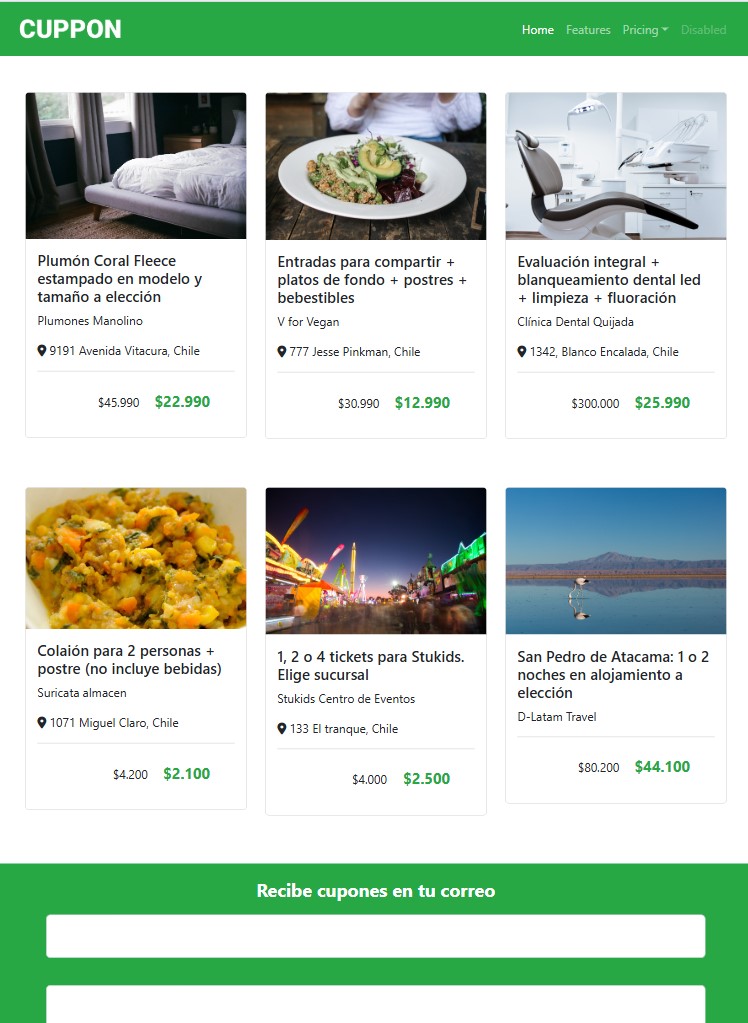 CUPPON
Home Features Pricing Disabled
Plumón Coral Fleece
estampado en modelo y
tamaño a elección
Plumones Manolino
9191 Avenida Vitacura, Chile
$45.990 $22.990
Entradas para compartir +
platos de fondo + postres +
bebestibles
V for Vegan
777 Jesse Pinkman, Chile
$30.990 $12.990
Evaluación integral +
blanqueamiento dental led
+ limpieza + fluoración
Clínica Dental Quijada
1342, Blanco Encalada, Chile
$300.000 $25.990
Colaión para 2 personas +
postre (no incluye bebidas)
Suricata almacen
1071 Miguel Claro, Chile
$4.200 $2.100
1, 2 o 4 tickets para Stukids.
Elige sucursal
Stukids Centro de Eventos
133 El tranque, Chile
$4.000 $2.500
San Pedro de Atacama: 1 o 2
noches en alojamiento a
elección
D-Latam Travel
$80.200 $44.100
Recibe cupones en tu correo